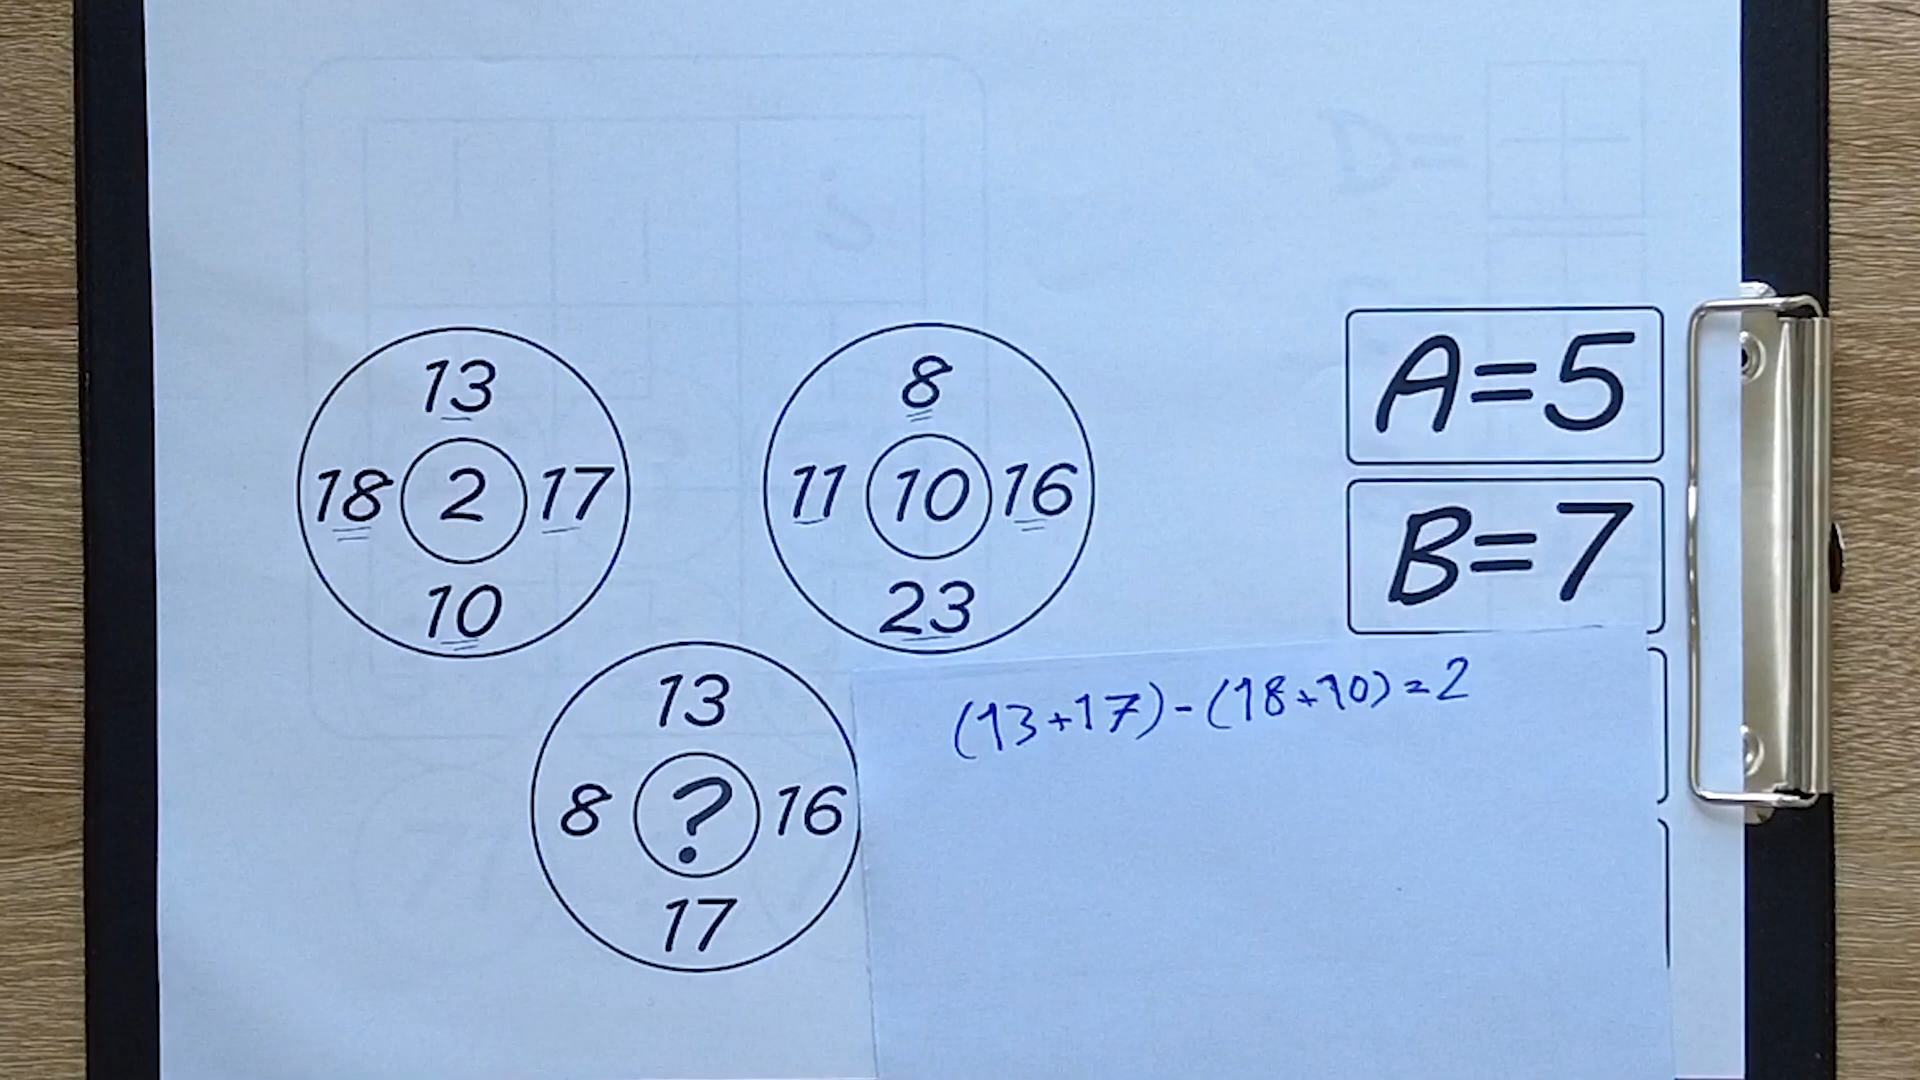 13
18 2 17
10
8
11 10 16
23
13
8 ? 16
17
A=5
B=7
(13+17)-(18+10)=2